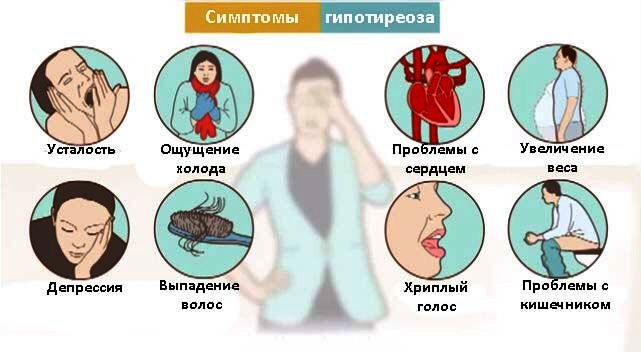 Симптомы гипотиреоза
Усталость
Ощущение
холода
Проблемы с
сердцем
Увеличение
веса
Депрессия
Выпадение
волос
Хриплый
голос
Проблемы с
кишечником